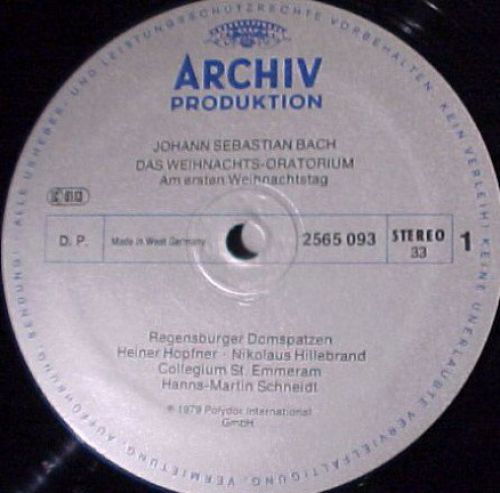 ALLE URHEBER- UND LEISTUNGSSCHUTZRECHTE VORBEHALTEN · KEIN VERLEIH! KEINE UNERLAUBTE VERVIELFÄLTIGUNG, VERMIETUNG, AUFFÜHRUNG, SENDUNG!
ARCHIV
PRODUKTION
JOHANN SEBASTIAN BACH
DAS WEIHNACHTS-ORATORIUM
Am ersten Weihnachtstag
D. P.
Made in West Germany
2565 093
STEREO
33
1
Regensburger Domspatzen
Heiner Hopfner · Nikolaus Hillebrand
Collegium St. Emmeram
Hanns-Martin Schneidt
℗ 1979 Polydor International
GmbH